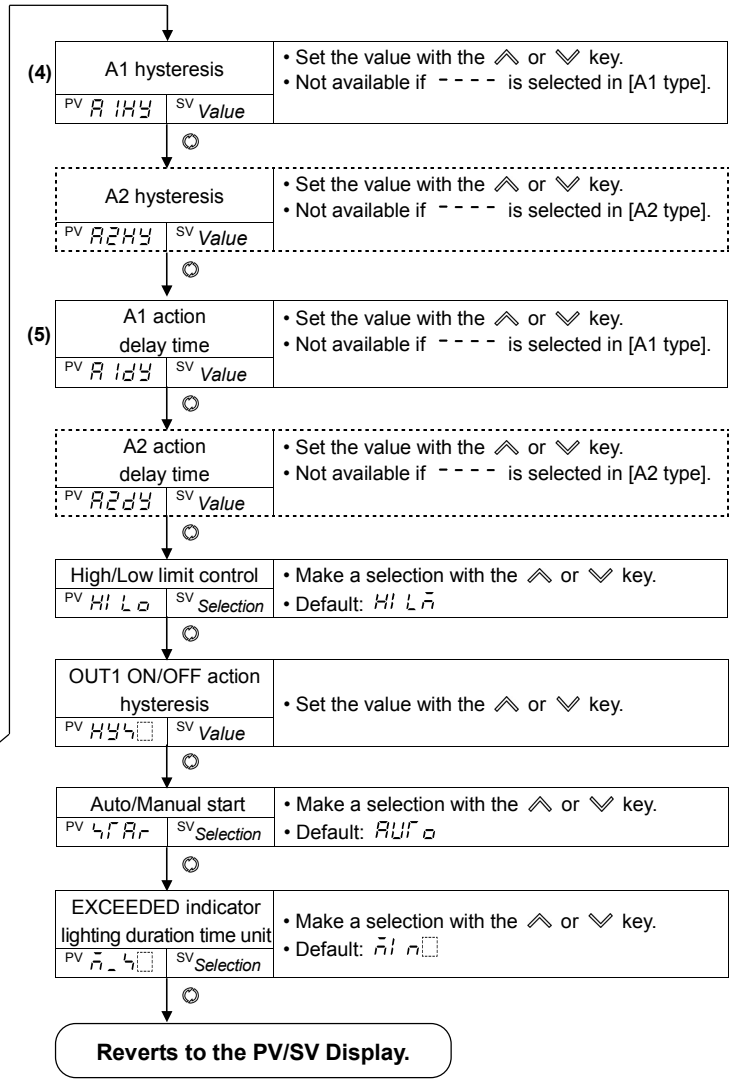 (4)
A1 hysteresis
PV A1HY SV Value
• Set the value with the or key.
• Not available if ---- is selected in [A1 type].
A2 hysteresis
PV A2HY SV Value
• Set the value with the or key.
• Not available if ---- is selected in [A2 type].
(5)
A1 action
delay time
PV A1dY SV Value
• Set the value with the or key.
• Not available if ---- is selected in [A1 type].
A2 action
delay time
PV A2dY SV Value
• Set the value with the or key.
• Not available if ---- is selected in [A2 type].
High/Low limit control
PV HILo SV Selection
• Make a selection with the or key.
• Default: HILM
OUT1 ON/OFF action
hysteresis
PV HYS SV Value
• Set the value with the or key.
Auto/Manual start
PV STAr SV Selection
• Make a selection with the or key.
• Default: AUTo
EXCEEDED indicator
lighting duration time unit
PV M_S SV Selection
• Make a selection with the or key.
• Default: MIn
Reverts to the PV/SV Display.